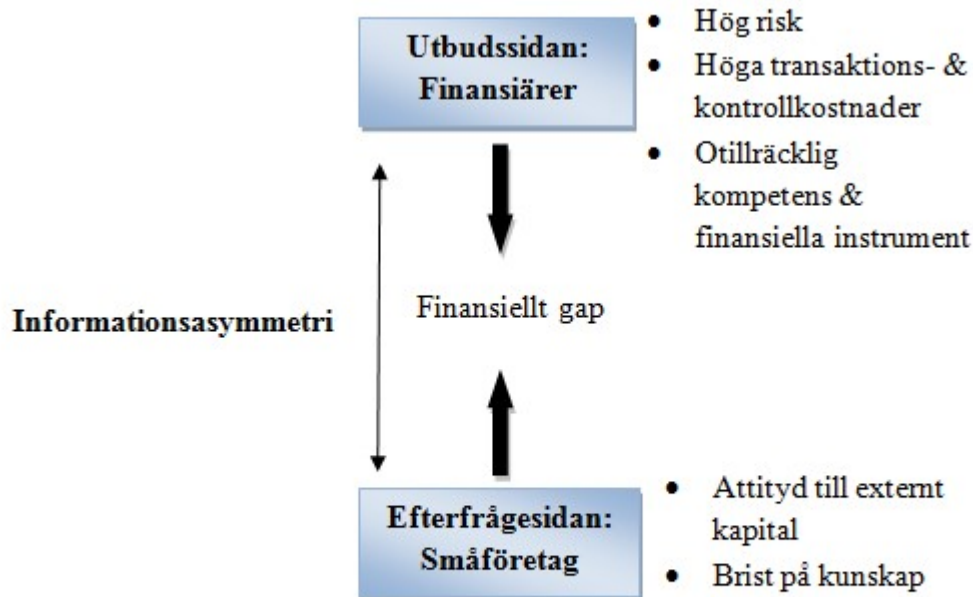 Utbudssidan:
Finansiärer
• Hög risk
• Höga transaktions- &
kontrollkostnader
• Otillräcklig
kompetens &
finansiella instrument
Informationsasymmetri
Finansiellt gap
Efterfrågesidan:
Småföretag
• Attityd till externt
kapital
• Brist på kunskap